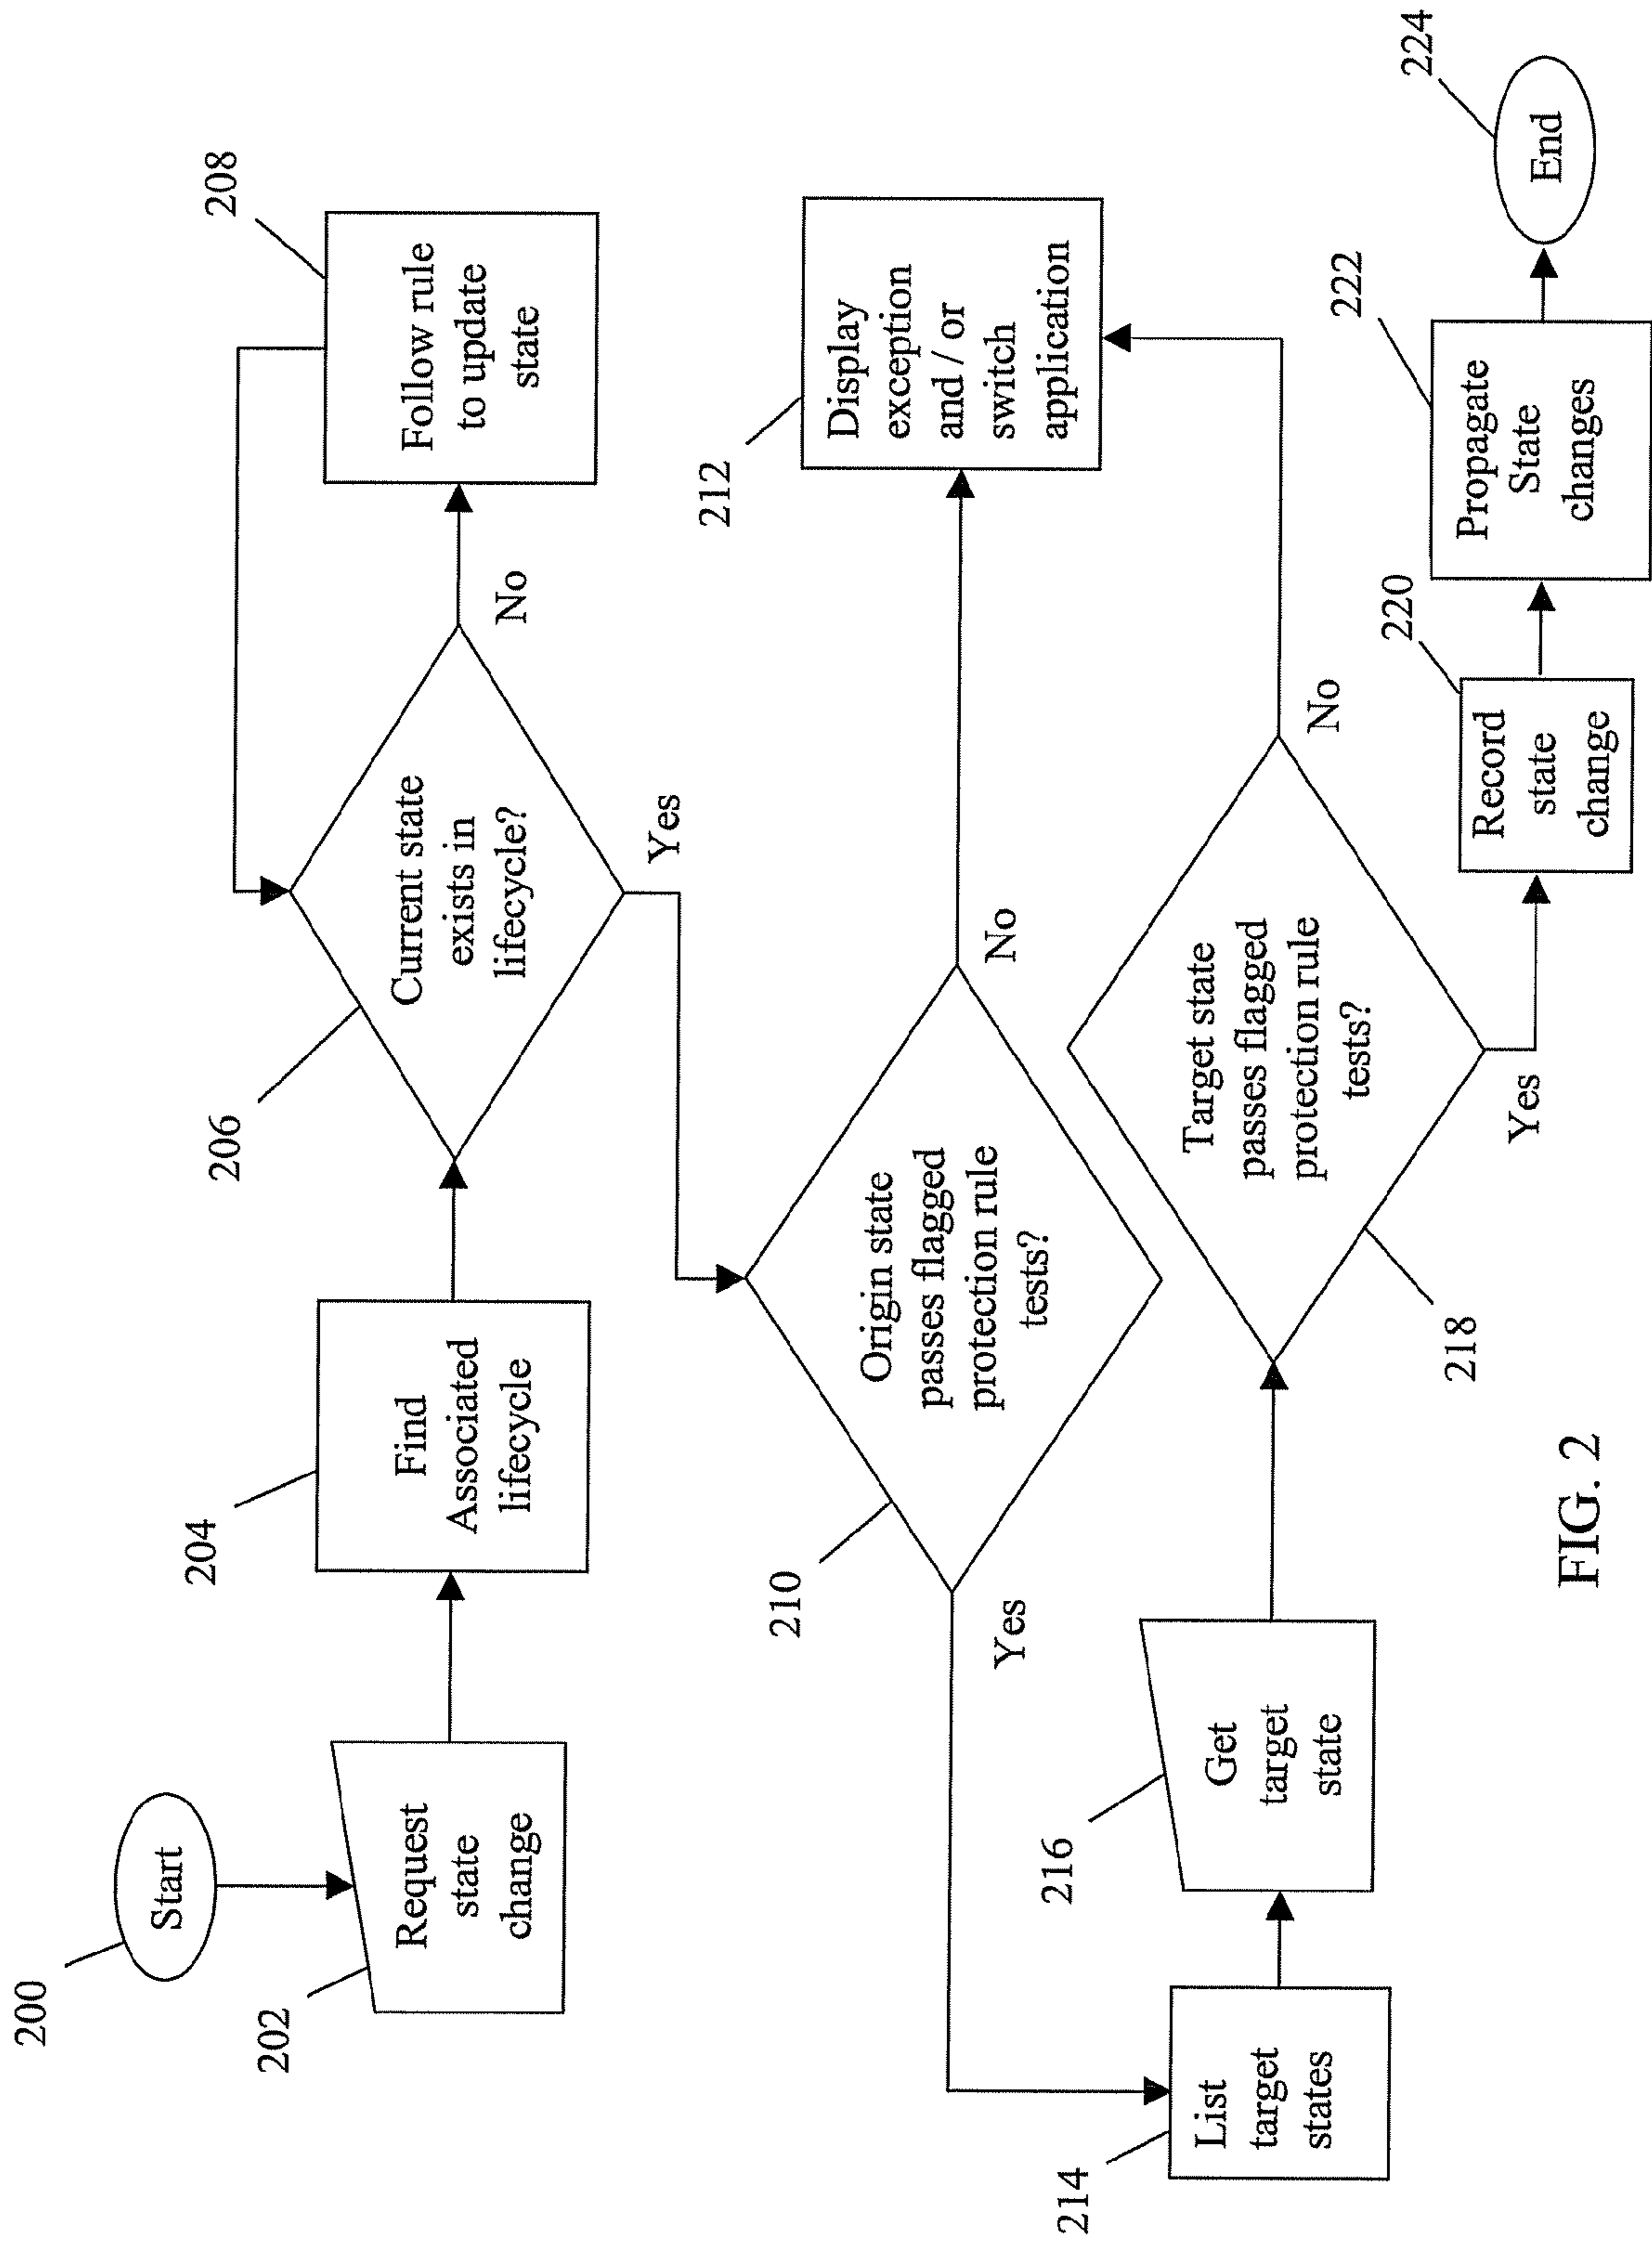 200
Start
202
Request
state
change
204
Find
Associated
lifecycle
206
Current state
exists in
lifecycle?
No
Yes
208
Follow rule
to update
state
210
Origin state
passes flagged
protection rule
tests?
Yes
No
212
Display
exception
and / or
switch
application
214
List
target
states
216
Get
target
state
218
Target state
passes flagged
protection rule
tests?
No
Yes
220
Record
state
change
222
Propagate
State
changes
224
End
FIG. 2